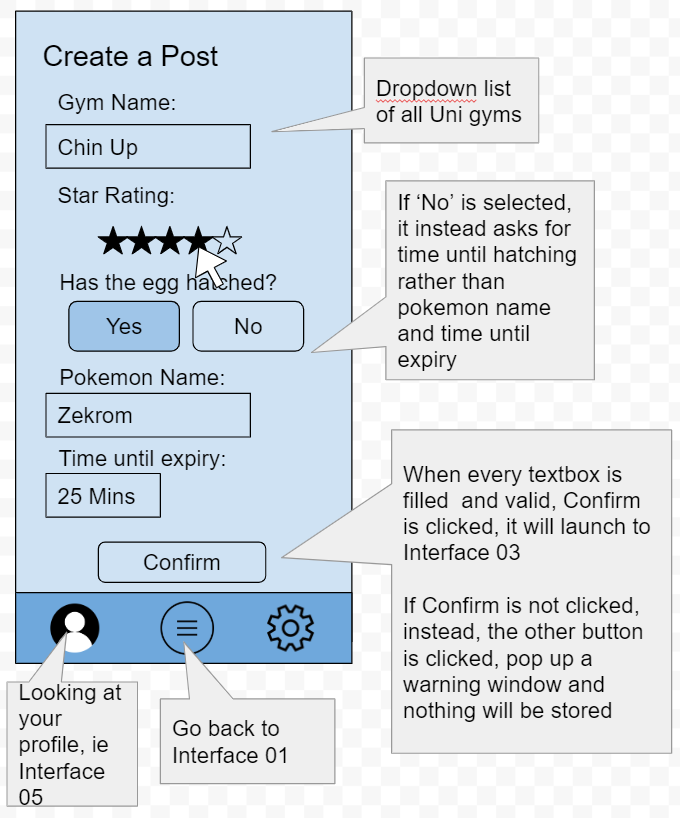 Create a Post
Gym Name:
Chin Up
Dropdown list
of all Uni gyms
Star Rating:
If ‘No’ is selected,
it instead asks for
time until hatching
rather than
pokemon name
and time until
expiry
Has the egg hatched?
Yes
No
Pokemon Name:
Zekrom
Time until expiry:
25 Mins
When every textbox is
filled  and valid, Confirm
is clicked, it will launch to
Interface 03
If Confirm is not clicked,
instead, the other button
is clicked, pop up a
warning window and
nothing will be stored
Confirm
Looking at
your
profile, ie
Interface
05
Go back to
Interface 01